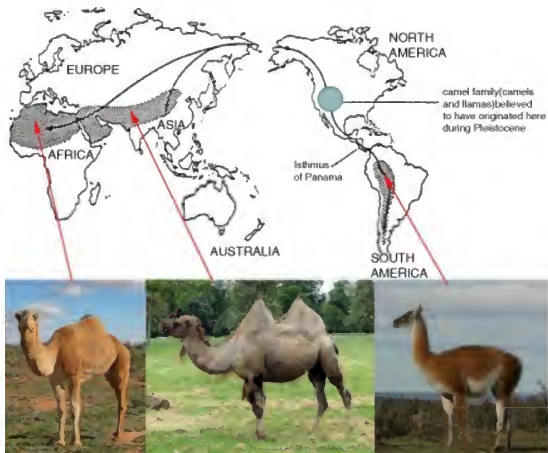 NORTH
AMERICA
EUROPE
camel family(camels
and llamas)believed
to have originated here
during Pleistocene
ASIA
AFRICA
Isthmus
of Panama
AUSTRALIA
SOUTH
AMERICA